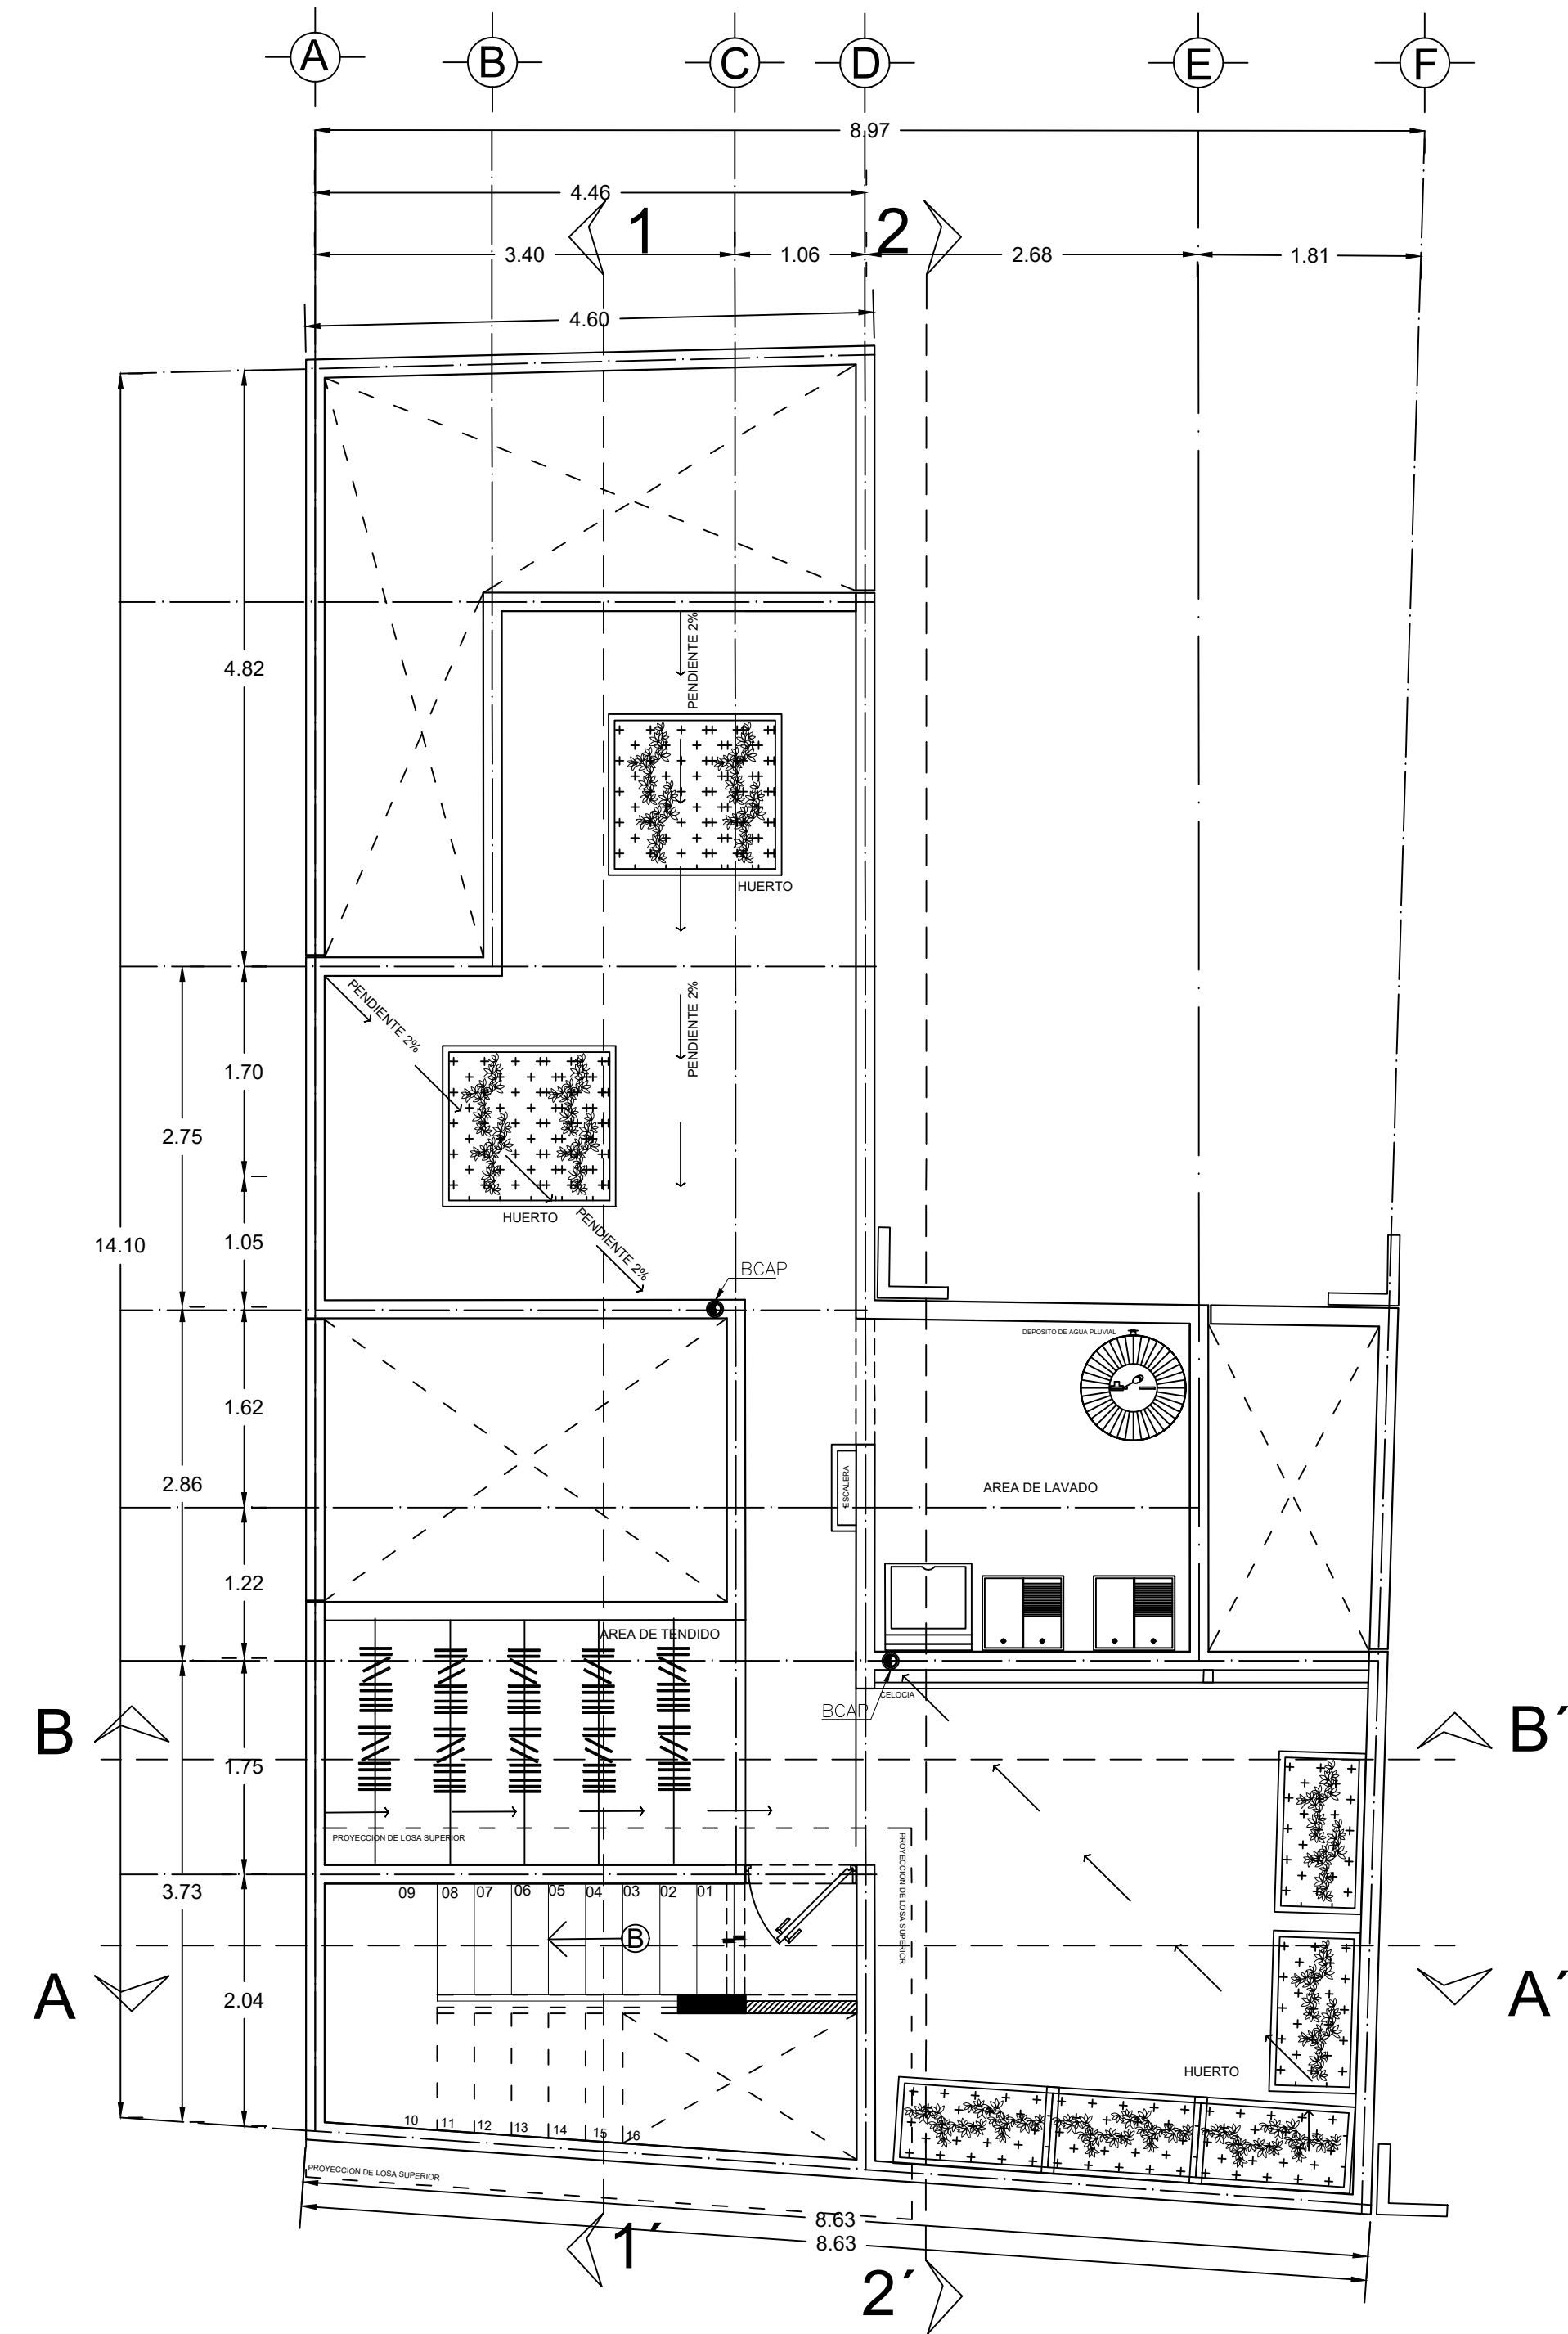 A B C D E F
8.97
4.46
1 2
3.40 1.06 2.68 1.81
4.60
PENDIENTE 2%
4.82
HUERTO
PENDIENTE 2%
PENDIENTE 2%
1.70
2.75
HUERTO
PENDIENTE 2%
14.10
1.05
BCAP
DEPOSITO DE AGUA PLUVIAL
1.62
2.86
ESCALERA
AREA DE LAVADO
1.22
AREA DE TENDIDO
CELOCIA
BCAP
B B´
1.75
PROYECCION DE LOSA SUPERIOR
PROYECCION DE LOSA SUPERIOR
3.73
09 08 07 06 05 04 03 02 01
B
A A´
2.04
HUERTO
10 11 12 13 14 15 16
PROYECCION DE LOSA SUPERIOR
8.63
8.63
1´
2´